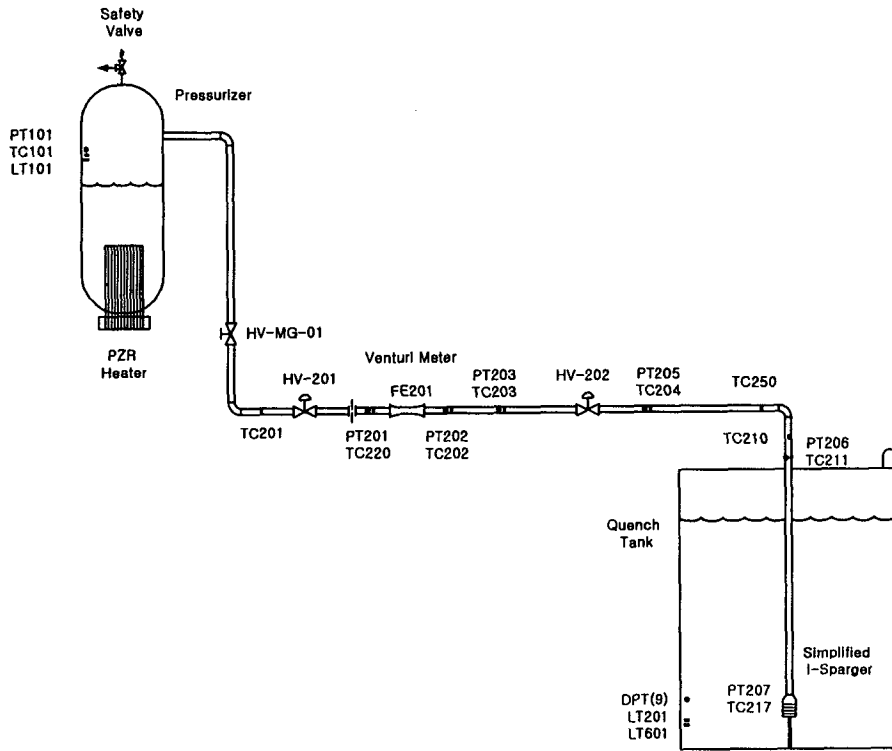 Safety
Valve
Pressurizer
PT101
TC101
LT101
HV-MG-01
PZR
Heater
Venturi Meter
HV-201
FE201
PT203
TC203
HV-202
PT205
TC204
TC250
TC201
PT201
TC220
PT202
TC202
TC210
PT206
TC211
Quench
Tank
Simplified
I-Sparger
DPT(9)
LT201
LT601
PT207
TC217